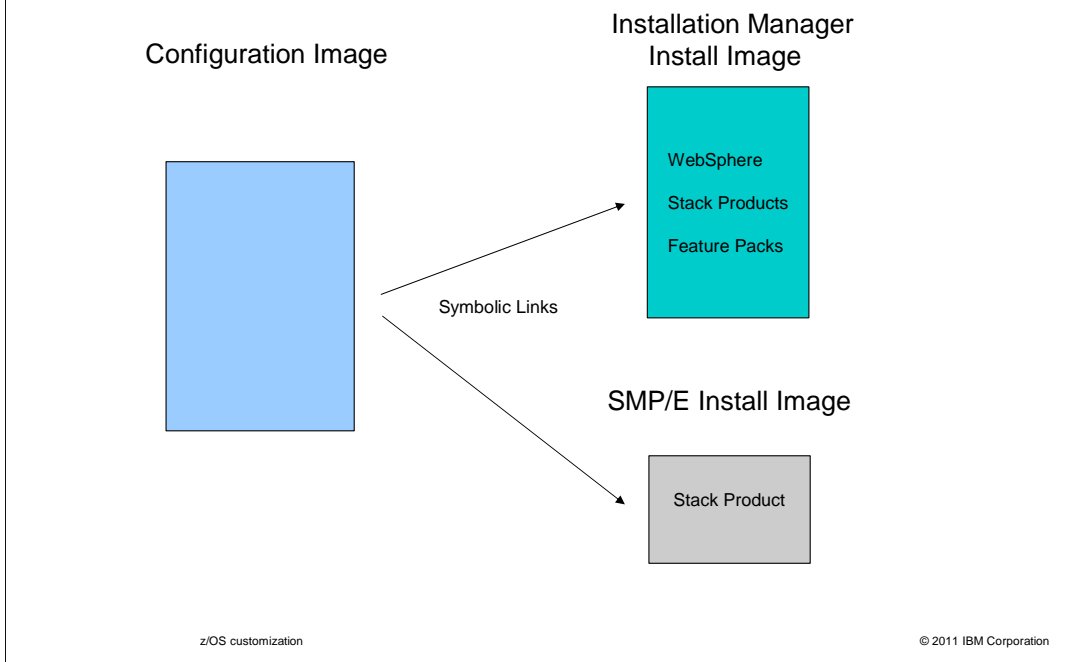 Installation Manager
Install Image
Configuration Image
WebSphere
Stack Products
Feature Packs
Symbolic Links
SMP/E Install Image
Stack Product
z/OS customization
© 2011 IBM Corporation